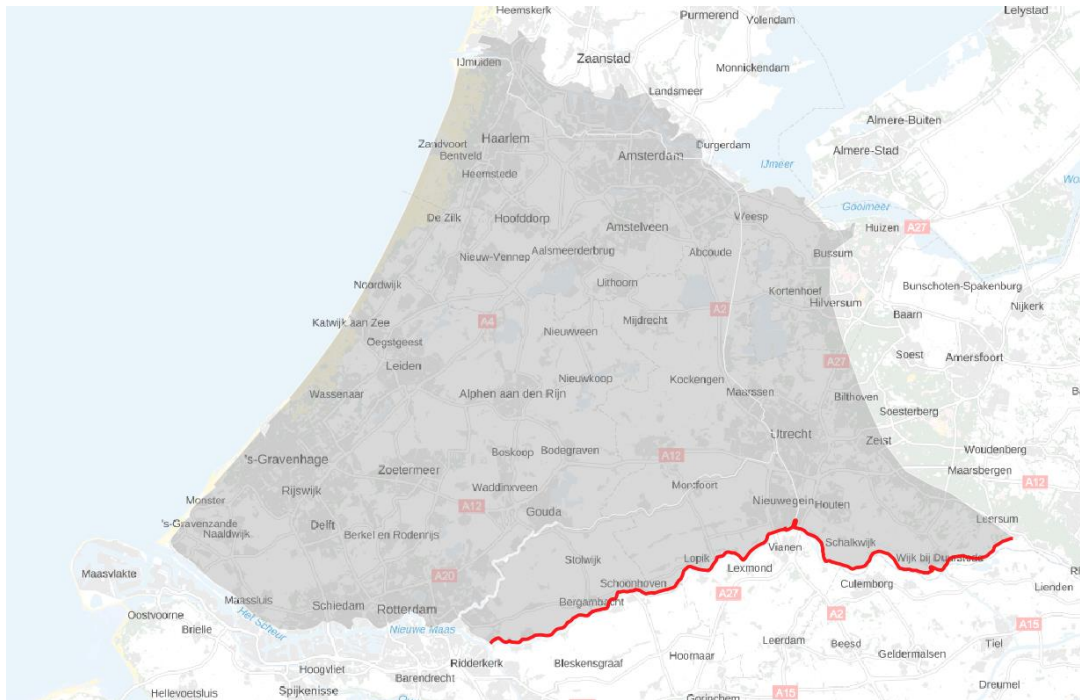 Heemskerk
Purmerend
Volendam
Lelystad
IJmuiden
Zaanstad
Monnickendam
Landsmeer
Almere-Buiten
Zandvoort
Haarlem
Durgerdam
Bentveld
Amsterdam
Almere-Stad
IJmeer
Heemstede
De Zilk
Hoofddorp
Amstelveen
Weesp
Gooimeer
Huizen
A27
Nieuw-Vennep
Aalsmeerderbrug
Abcoude
Bussum
Noordwijk
Uithoorn
Kortenhoef
Hilversum
Bunschoten-Spakenburg
Nijkerk
Baarn
Katwijk aan Zee
A4
Mijdrecht
A2
Oegstgeest
Nieuwveen
Leiden
Soest
Amersfoort
A27
Wassenaar
Alphen aan den Rijn
Nieuwkoop
Kockengen
Maarssen
Bilthoven
Soesterberg
's-Gravenhage
Boskoop
Bodegraven
Utrecht
Zeist
Woudenberg
A12
Zoetermeer
Maarsbergen
Rijswijk
Waddinxveen
Montfoort
A12
Monster
Nieuwegein
Houten
A12
's-Gravenzande
Naaldwijk
Delft
Gouda
Leersum
Berkel en Rodenrijs
Schalkwijk
Vianen
Stolwijk
Lopik
Wijk bij Duurstede
Lexmond
Maasvlakte
A20
Schoonhoven
Culemborg
Lienden
Maassluis
Bergambacht
A27
Schiedam
Rotterdam
Oostvoorne
Het Scheur
A2
Brielle
Nieuwe Maas
Leerdam
Beesd
A15
Tiel
Hoogvliet
Ridderkerk
Bleskensgraaf
Hoornaar
Geldermalsen
Barendrecht
Hellevoetsluis
Spijkenisse
Gorinchem
A15
Dreumel